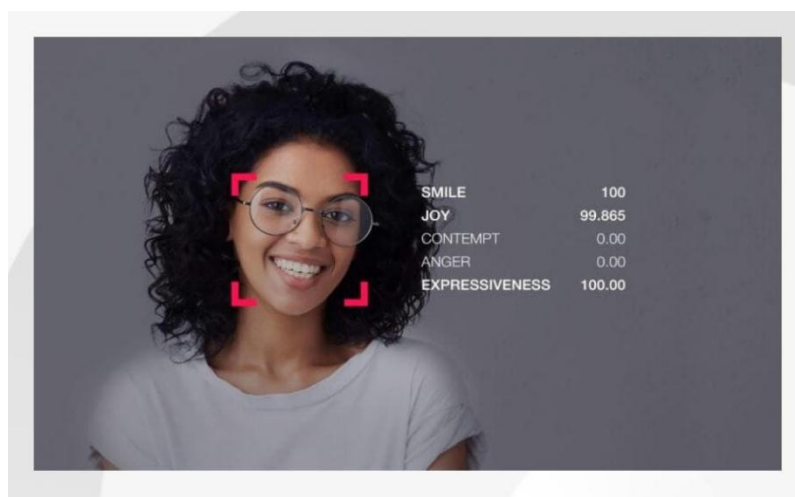 SMILE 100
JOY 99.865
CONTEMPT 0.00
ANGER 0.00
EXPRESSIVENESS 100.00